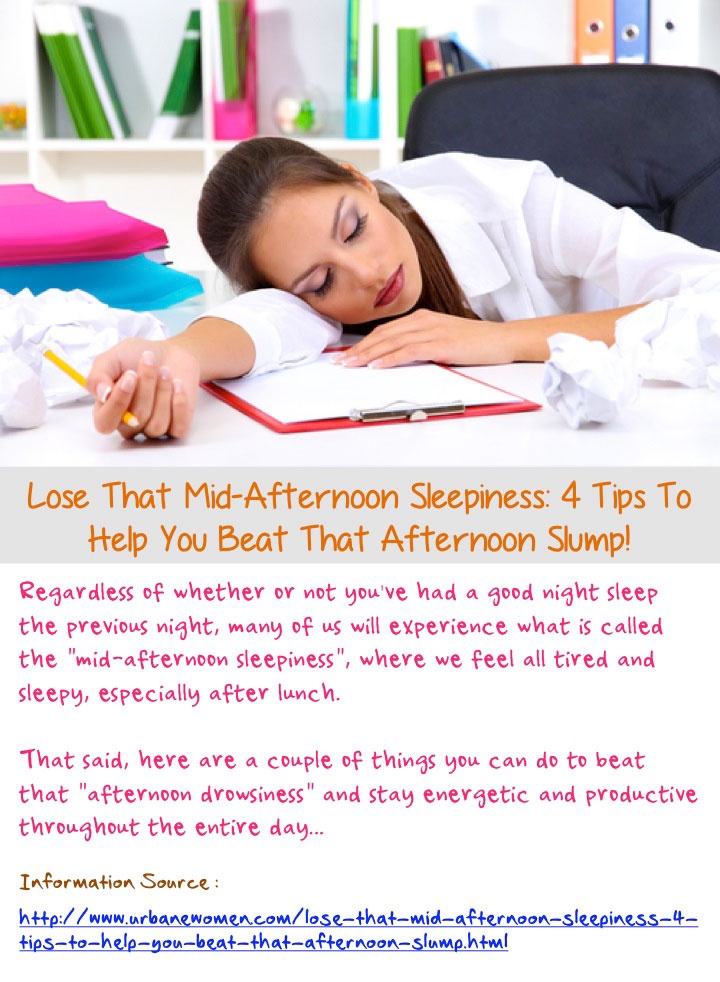 Lose That Mid-Afternoon Sleepiness: 4 Tips To
Help You Beat That Afternoon Slump!
Regardless of whether or not you've had a good night sleep
the previous night, many of us will experience what is called
the "mid-afternoon sleepiness", where we feel all tired and
sleepy, especially after lunch.
That said, here are a couple of things you can do to beat
that "afternoon drowsiness" and stay energetic and productive
throughout the entire day...
Information Source :
http://www.urbanewomen.com/lose-that-mid-afternoon-sleepiness-4-
tips-to-help-you-beat-that-afternoon-slump.html